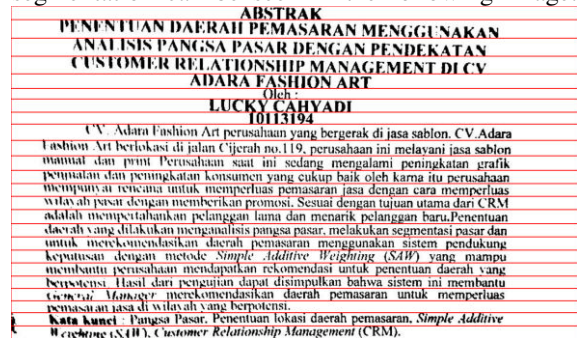 ABSTRAK
PENENTUAN DAERAH PEMASARAN MENGGUNAKAN
ANALISIS PANGSA PASAR DENGAN PENDEKATAN
CUSTOMER RELATIONSHIP MANAGEMENT DI CV
ADARA FASHION ART
Oleh :
LUCKY CAHYADI
10113194
CV. Adara Fashion Art perusahaan yang bergerak di jasa sablon. CV.Adara
Fashion Art berlokasi di jalan Cijerah no.119, perusahaan ini melayani jasa sablon
manual dan print Perusahaan saat ini sedang mengalami peningkatan grafik
penjualan dan peningkatan konsumen yang cukup baik oleh karna itu perusahaan
mempunyai rencana untuk memperluas pemasaran jasa dengan cara memperluas
wilayah pasar dengan memberikan promosi. Sesuai dengan tujuan utama dari CRM
adalah mempertahankan pelanggan lama dan menarik pelanggan baru.Penentuan
daerah yang dilakukan menganalisis pangsa pasar, melakukan segmentasi pasar dan
untuk merekomendasikan daerah pemasaran menggunakan sistem pendukung
keputusan dengan metode Simple Additive Weighting (SAW) yang mampu
membantu perusahaan mendapatkan rekomendasi untuk penentuan daerah yang
berpotensi. Hasil dari pengujian dapat disimpulkan bahwa sistem ini membantu
General Manager merekomendasikan daerah pemasaran untuk memperluas
pemasaran jasa di wilayah yang berpotensi.
Kata kunci : Pangsa Pasar, Penentuan lokasi daerah pemasaran, Simple Additive
Weighting (SAW), Customer Relationship Management (CRM).